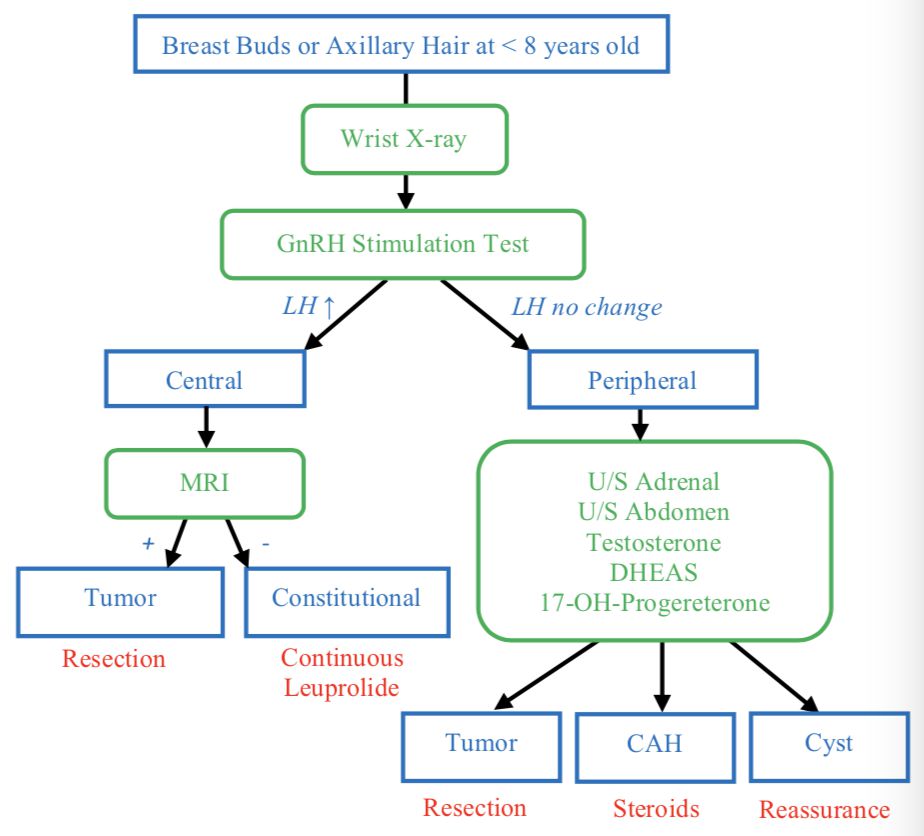 Breast Buds or Axillary Hair at < 8 years old
Wrist X-ray
GnRH Stimulation Test
LH ↑
LH no change
Central
Peripheral
MRI
U/S Adrenal
U/S Abdomen
Testosterone
DHEAS
17-OH-Progereterone
+
-
Tumor
Constitutional
Resection
Continuous
Leuprolide
Tumor
CAH
Cyst
Resection
Steroids
Reassurance